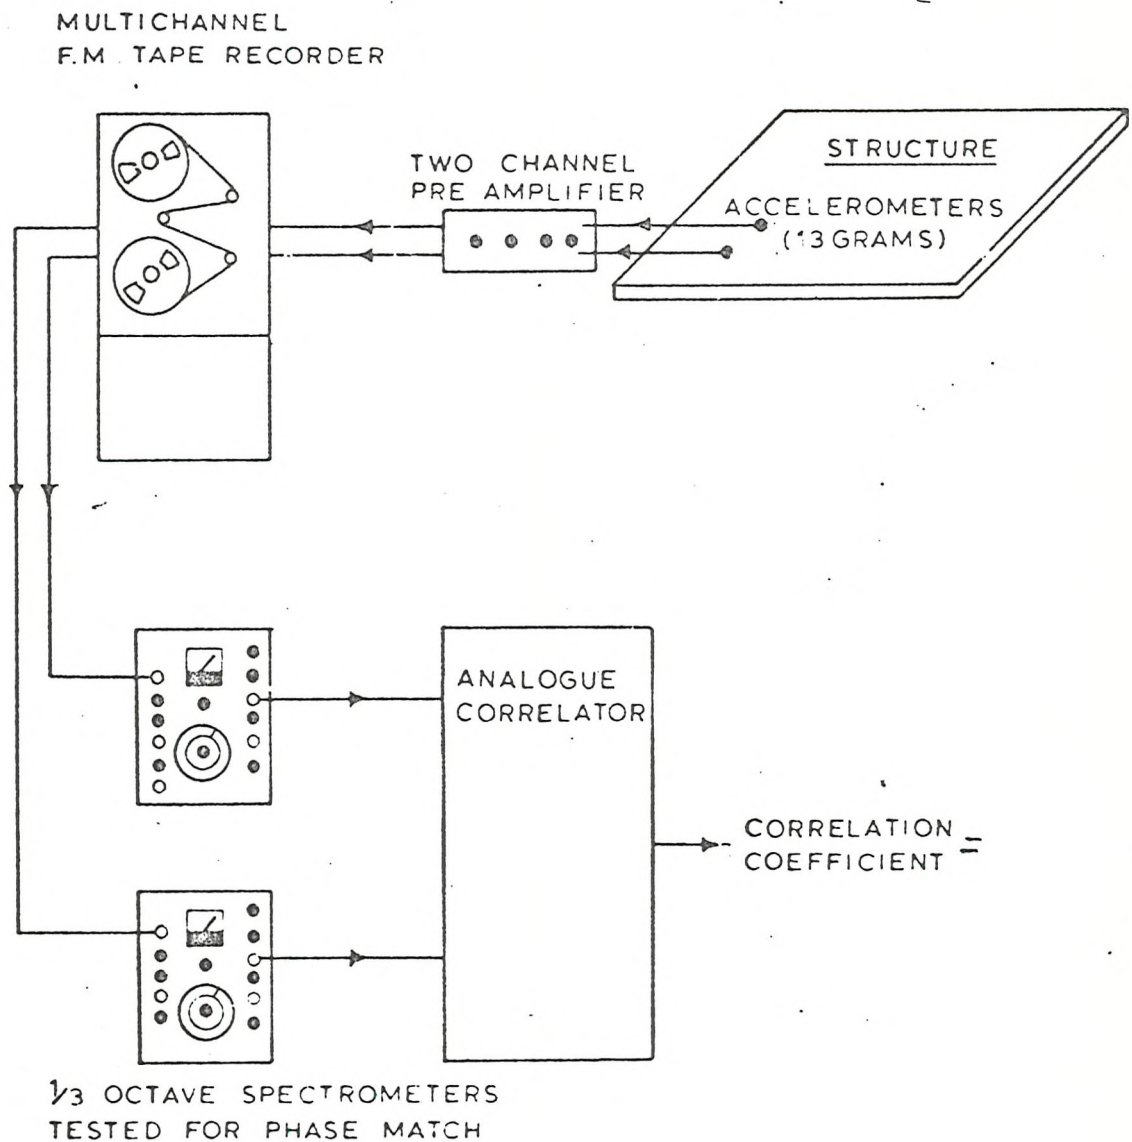 MULTICHANNEL
F.M. TAPE RECORDER
TWO CHANNEL
PRE AMPLIFIER
STRUCTURE
ACCELEROMETERS
(13 GRAMS)
ANALOGUE
CORRELATOR
CORRELATION
COEFFICIENT =
1/3 OCTAVE SPECTROMETERS
TESTED FOR PHASE MATCH